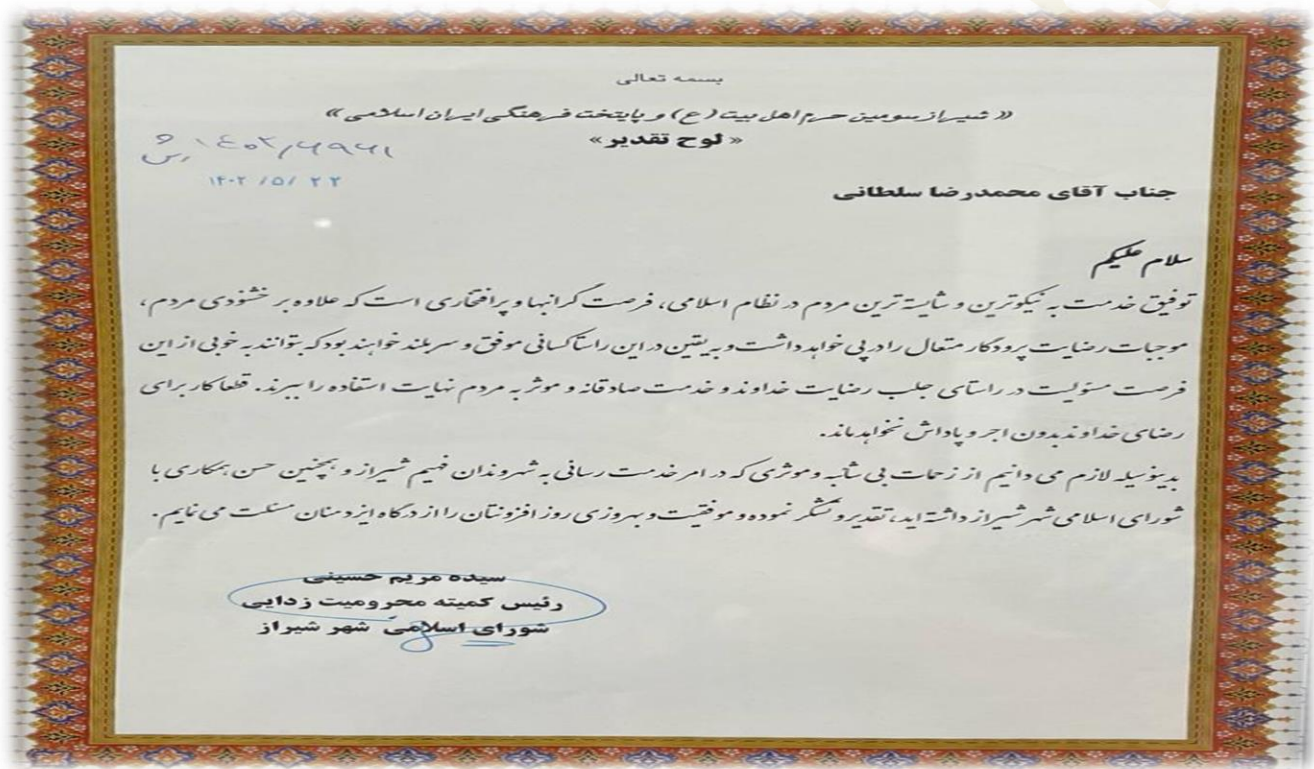 بسمه تعالی
«شیراز سومین حرم اهل بیت (ع) و پایتخت فرهنگی ایران اسلامی»
«لوح تقدیر»
۱۴۰۲/۶۹۶۱ ش
۱۴۰۲ /۵/ ۲۲
جناب آقای محمدرضا سلطانی
سلام علیکم
توفیق خدمت به نیکوترین و شایسته ترین مردم در نظام اسلامی، فرصت گرانبها و پرافتخاری است که علاوه بر خشنودی مردم،
موجبات رضایت پرودگار متعال را در پی خواهد داشت و به یقین در این راستا کسانی موفق و سربلند خواهند بود که بتوانند به خوبی از این
فرصت مسئولیت در راستای جلب رضایت خداوند و خدمت صادقانه و موثر به مردم نهایت استفاده را ببرند. قطعا کار برای
رضای خداوند بدون اجر و پاداش نخواهد ماند.
بدینوسیله لازم می دانیم از زحمات بی شائبه و موثری که در امر خدمت رسانی به شهروندان فهیم شیراز و همچنین حسن همکاری با
شورای اسلامی شهر شیراز داشته اید، تقدیر و تشکر نموده و موفقیت و بهروزی روز افزونتان را از درگاه ایزد منان مسئلت می نمایم.
سیده مریم حسینی
رئیس کمیته محرومیت زدایی
شورای اسلامی شهر شیراز